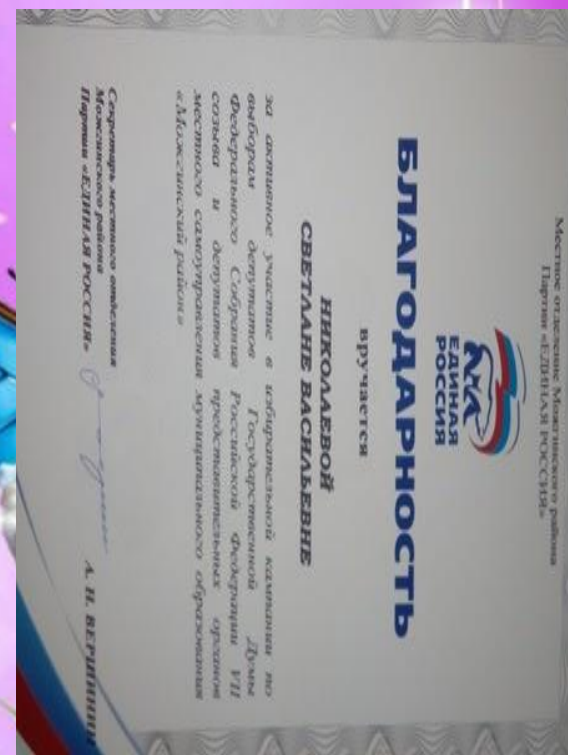 Местное отделение Можгинского района
Партии «ЕДИНАЯ РОССИЯ»
ЕДИНАЯ
РОССИЯ
БЛАГОДАРНОСТЬ
вручается
НИКОЛАЕВОЙ
СВЕТЛАНЕ ВАСИЛЬЕВНЕ
за активное участие в избирательной кампании по
выборам депутатов Государственной Думы
Федерального Собрания Российской Федерации VII
созыва и депутатов представительных органов
местного самоуправления муниципального образования
«Можгинский район»
Секретарь местного отделения
Можгинского района
Партии «ЕДИНАЯ РОССИЯ»
А. Н. ВЕРШИНИН